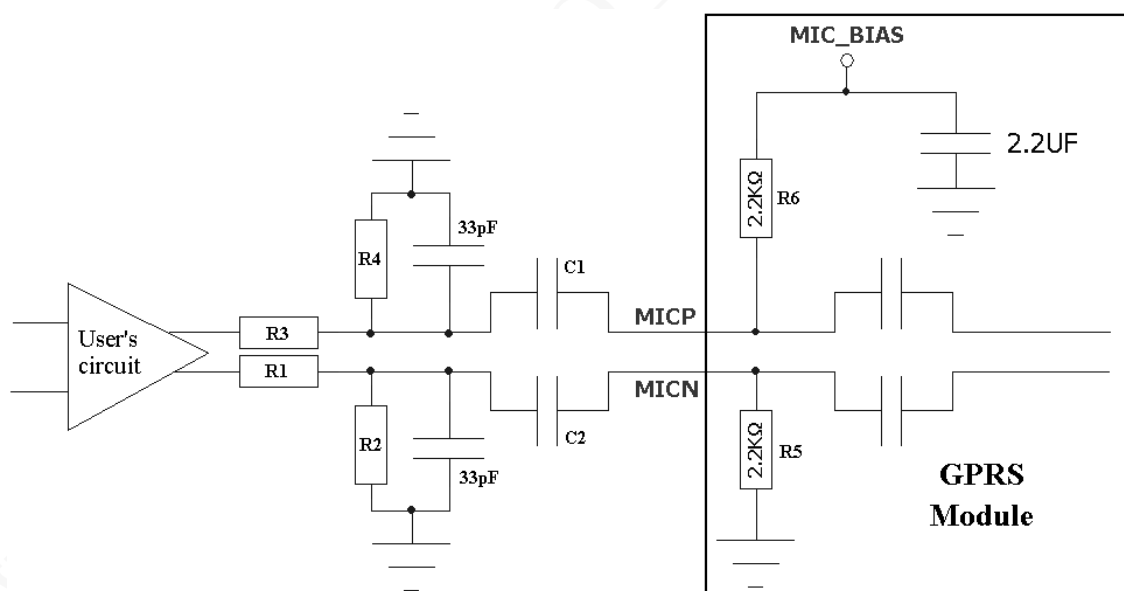 MIC_BIAS
2.2UF
2.2KΩ
R6
33pF
R4
C1
MICP
User's
circuit
R3
R1
MICN
R2
C2
33pF
2.2KΩ
R5
GPRS
Module